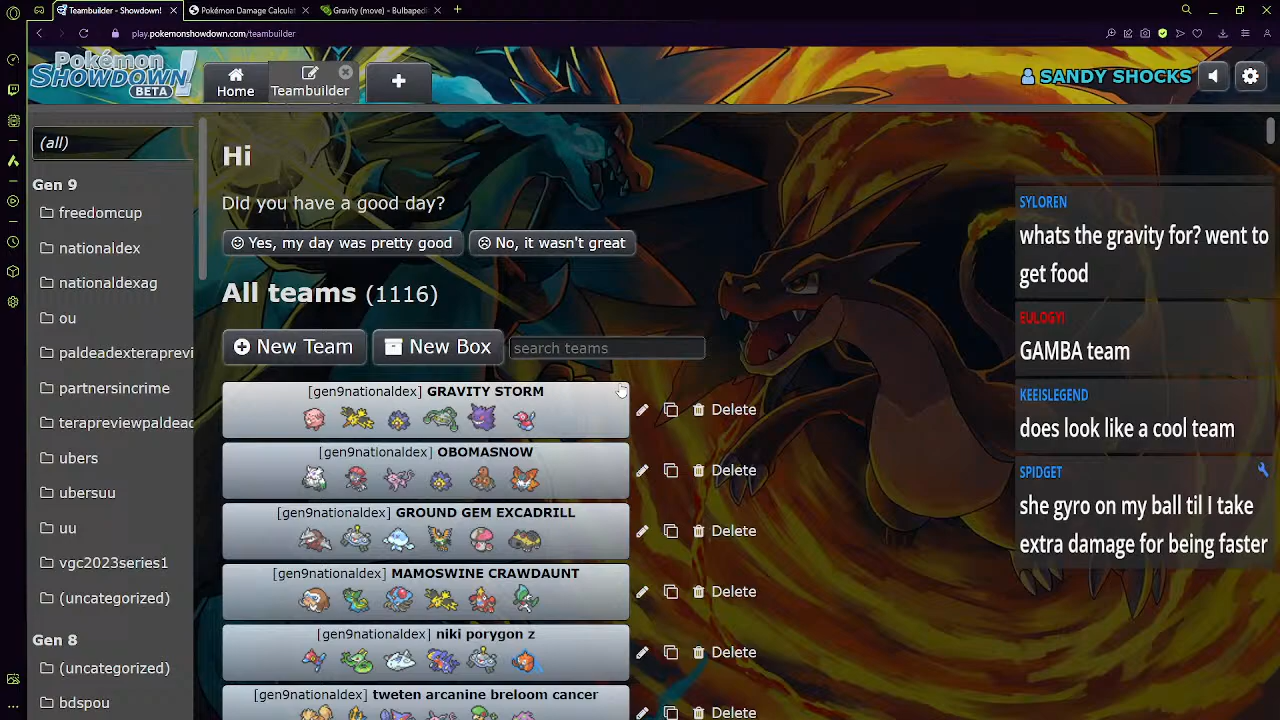 Teambuilder - Showdown!
Pokémon Damage Calculat
Gravity (move) - Bulbaped
play.pokemonshowdown.com/teambuilder
Pokémon
SHOWDOWN!
BETA
Home
Teambuilder
SANDY SHOCKS
(all)
Gen 9
freedomcup
nationaldex
nationaldexag
ou
paldeadexteraprevi
partnersincrime
terapreviewpaldead
ubers
ubersuu
uu
vgc2023series1
(uncategorized)
Gen 8
(uncategorized)
bdspou
Hi
Did you have a good day?
Yes, my day was pretty good
No, it wasn't great
All teams (1116)
New Team
New Box
search teams
[gen9nationaldex] GRAVITY STORM
Delete
[gen9nationaldex] OBOMASNOW
Delete
[gen9nationaldex] GROUND GEM EXCADRILL
Delete
[gen9nationaldex] MAMOSWINE CRAWDAUNT
Delete
[gen9nationaldex] niki porygon z
Delete
[gen9nationaldex] tweten arcanine breloom cancer
Delete
SYLOREN
whats the gravity for? went to
get food
EULOGYI
GAMBA team
KEEISLEGEND
does look like a cool team
SPIDGET
she gyro on my ball til I take
extra damage for being faster